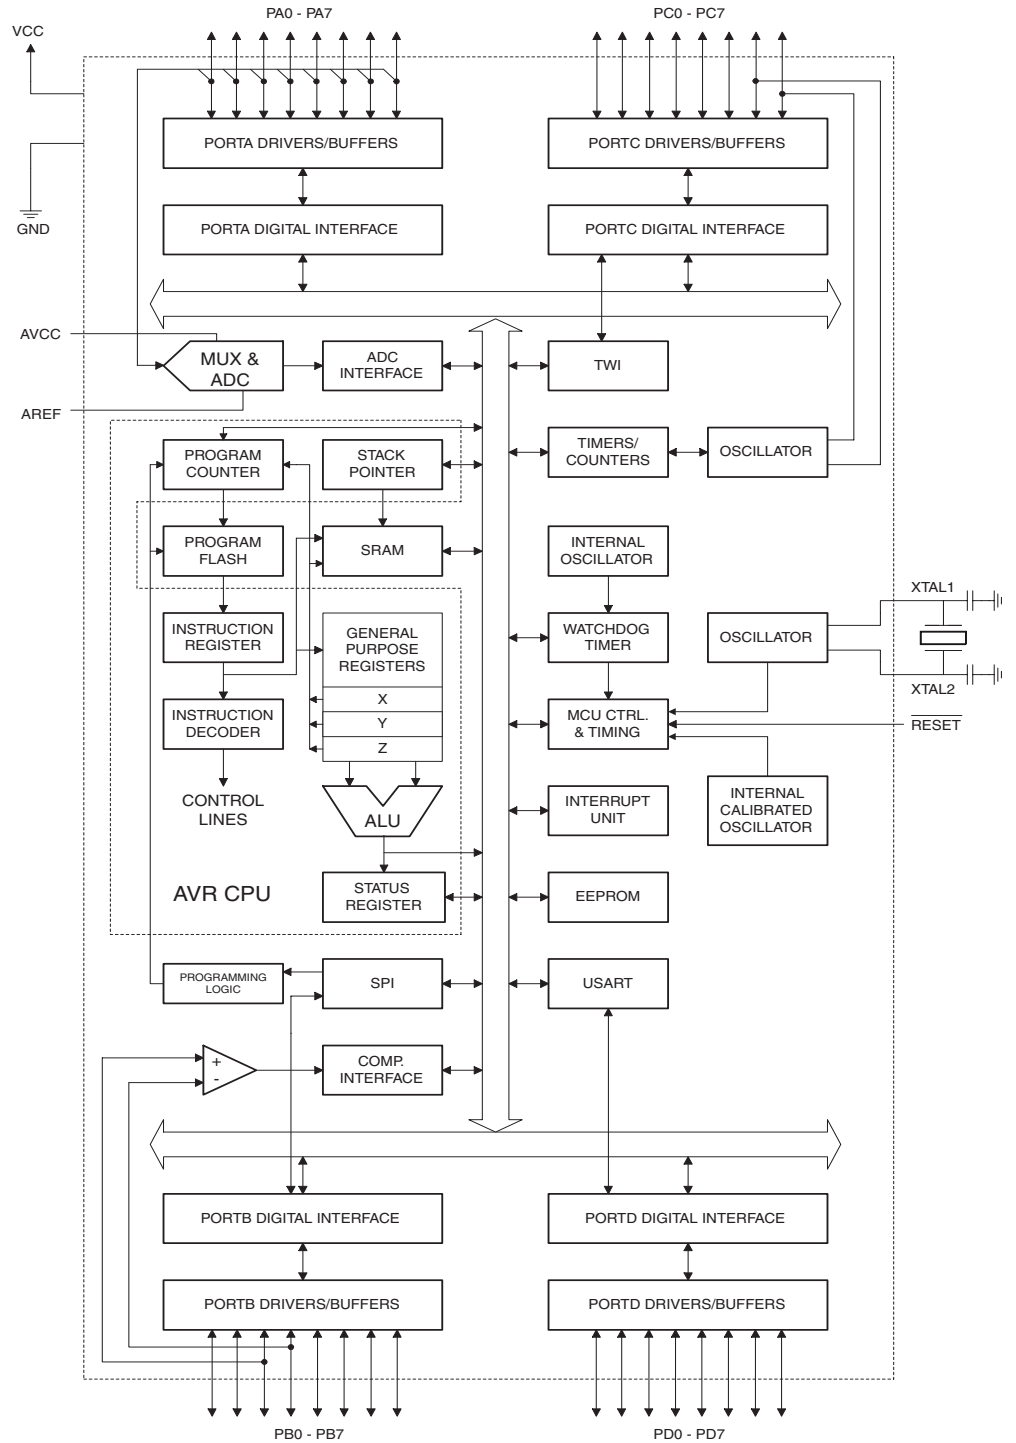 PA0 - PA7
PC0 - PC7
VCC
PORTA DRIVERS/BUFFERS
PORTC DRIVERS/BUFFERS
GND
PORTA DIGITAL INTERFACE
PORTC DIGITAL INTERFACE
AVCC
MUX &
ADC
ADC
INTERFACE
TWI
AREF
PROGRAM
COUNTER
STACK
POINTER
TIMERS/
COUNTERS
OSCILLATOR
PROGRAM
FLASH
SRAM
INTERNAL
OSCILLATOR
XTAL1
INSTRUCTION
REGISTER
GENERAL
PURPOSE
REGISTERS
WATCHDOG
TIMER
OSCILLATOR
XTAL2
X
Y
Z
INSTRUCTION
DECODER
MCU CTRL.
& TIMING
RESET
CONTROL
LINES
ALU
INTERRUPT
UNIT
INTERNAL
CALIBRATED
OSCILLATOR
AVR CPU
STATUS
REGISTER
EEPROM
PROGRAMMING
LOGIC
SPI
USART
+
-
COMP.
INTERFACE
PORTB DIGITAL INTERFACE
PORTD DIGITAL INTERFACE
PORTB DRIVERS/BUFFERS
PORTD DRIVERS/BUFFERS
PB0 - PB7
PD0 - PD7